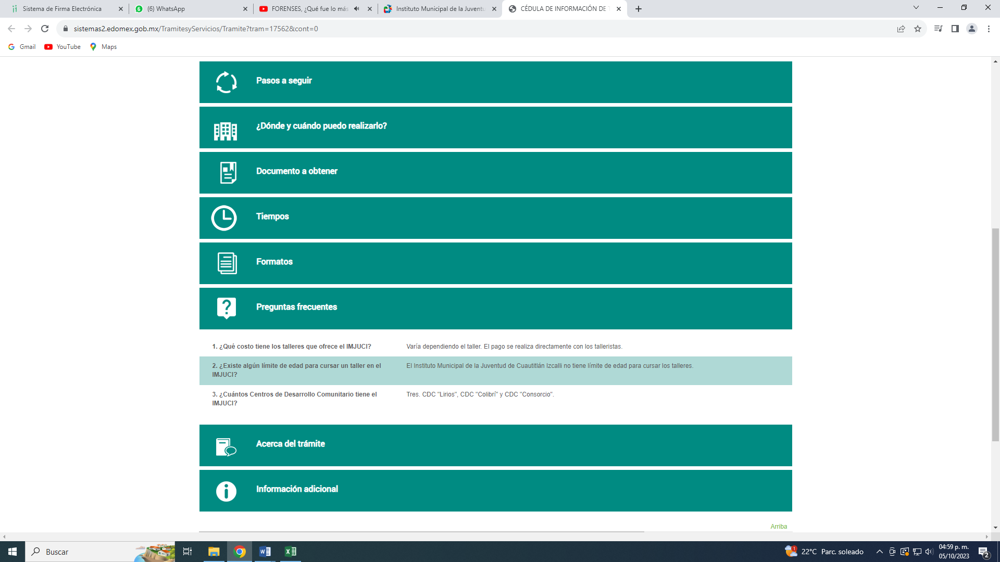 Sistema de Firma Electrónica
(6) WhatsApp
FORENSES, ¿Qué fue lo más
Instituto Municipal de la Juventu
CÉDULA DE INFORMACIÓN DE T
sistemas2.edomex.gob.mx/TramitesyServicios/Tramite?tram=17562&cont=0
Gmail
YouTube
Maps
Pasos a seguir
¿Dónde y cuándo puedo realizarlo?
Documento a obtener
Tiempos
Formatos
Preguntas frecuentes
1. ¿Qué costo tiene los talleres que ofrece el IMJUCI?
Varía dependiendo el taller. El pago se realiza directamente con los talleristas.
2. ¿Existe algún límite de edad para cursar un taller en el
IMJUCI?
El Instituto Municipal de la Juventud de Cuautitlán Izcalli no tiene límite de edad para cursar los talleres.
3. ¿Cuántos Centros de Desarrollo Comunitario tiene el
IMJUCI?
Tres. CDC "Lirios", CDC "Colibrí" y CDC "Consorcio".
Acerca del trámite
Información adicional
Arriba
Buscar
1
22°C Parc. soleado
04:59 p. m.
05/10/2023
2